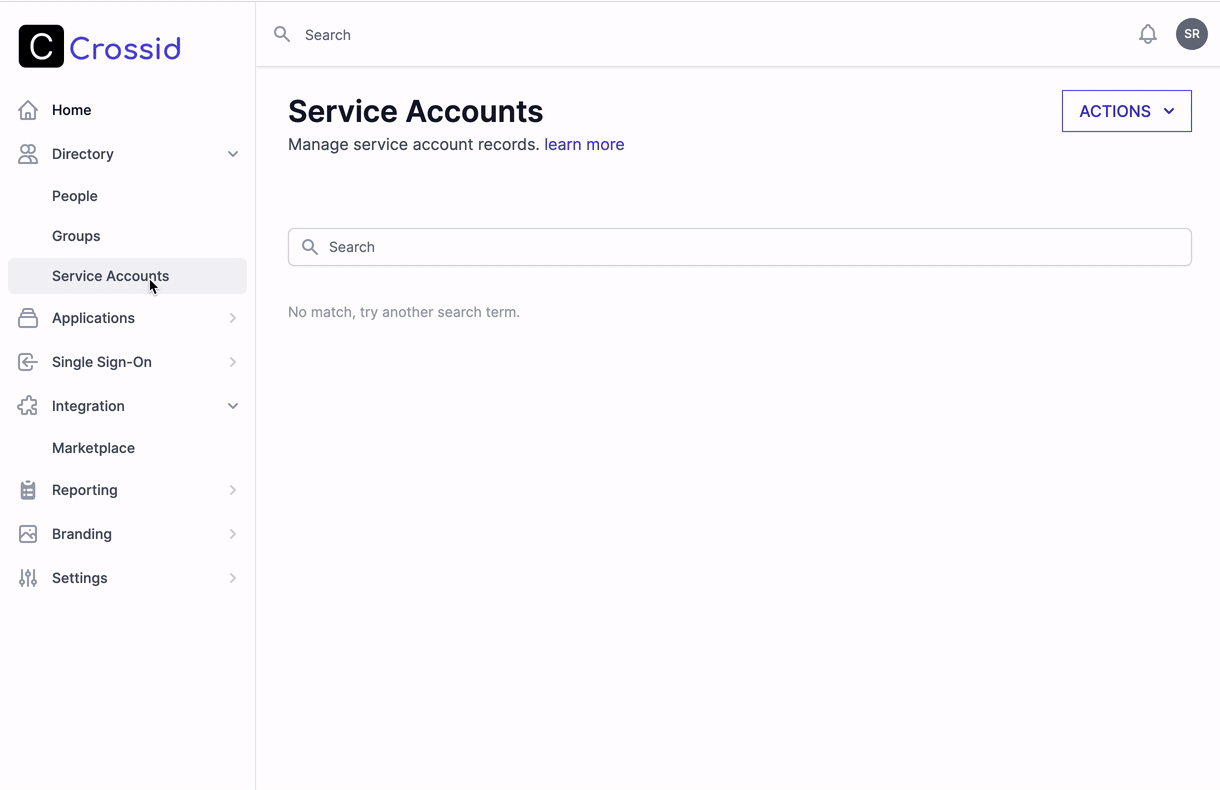 C Crossid
Search
SR
Home
Directory
People
Groups
Service Accounts
Applications
Single Sign-On
Integration
Marketplace
Reporting
Branding
Settings
Service Accounts
ACTIONS
Manage service account records. learn more
Search
No match, try another search term.